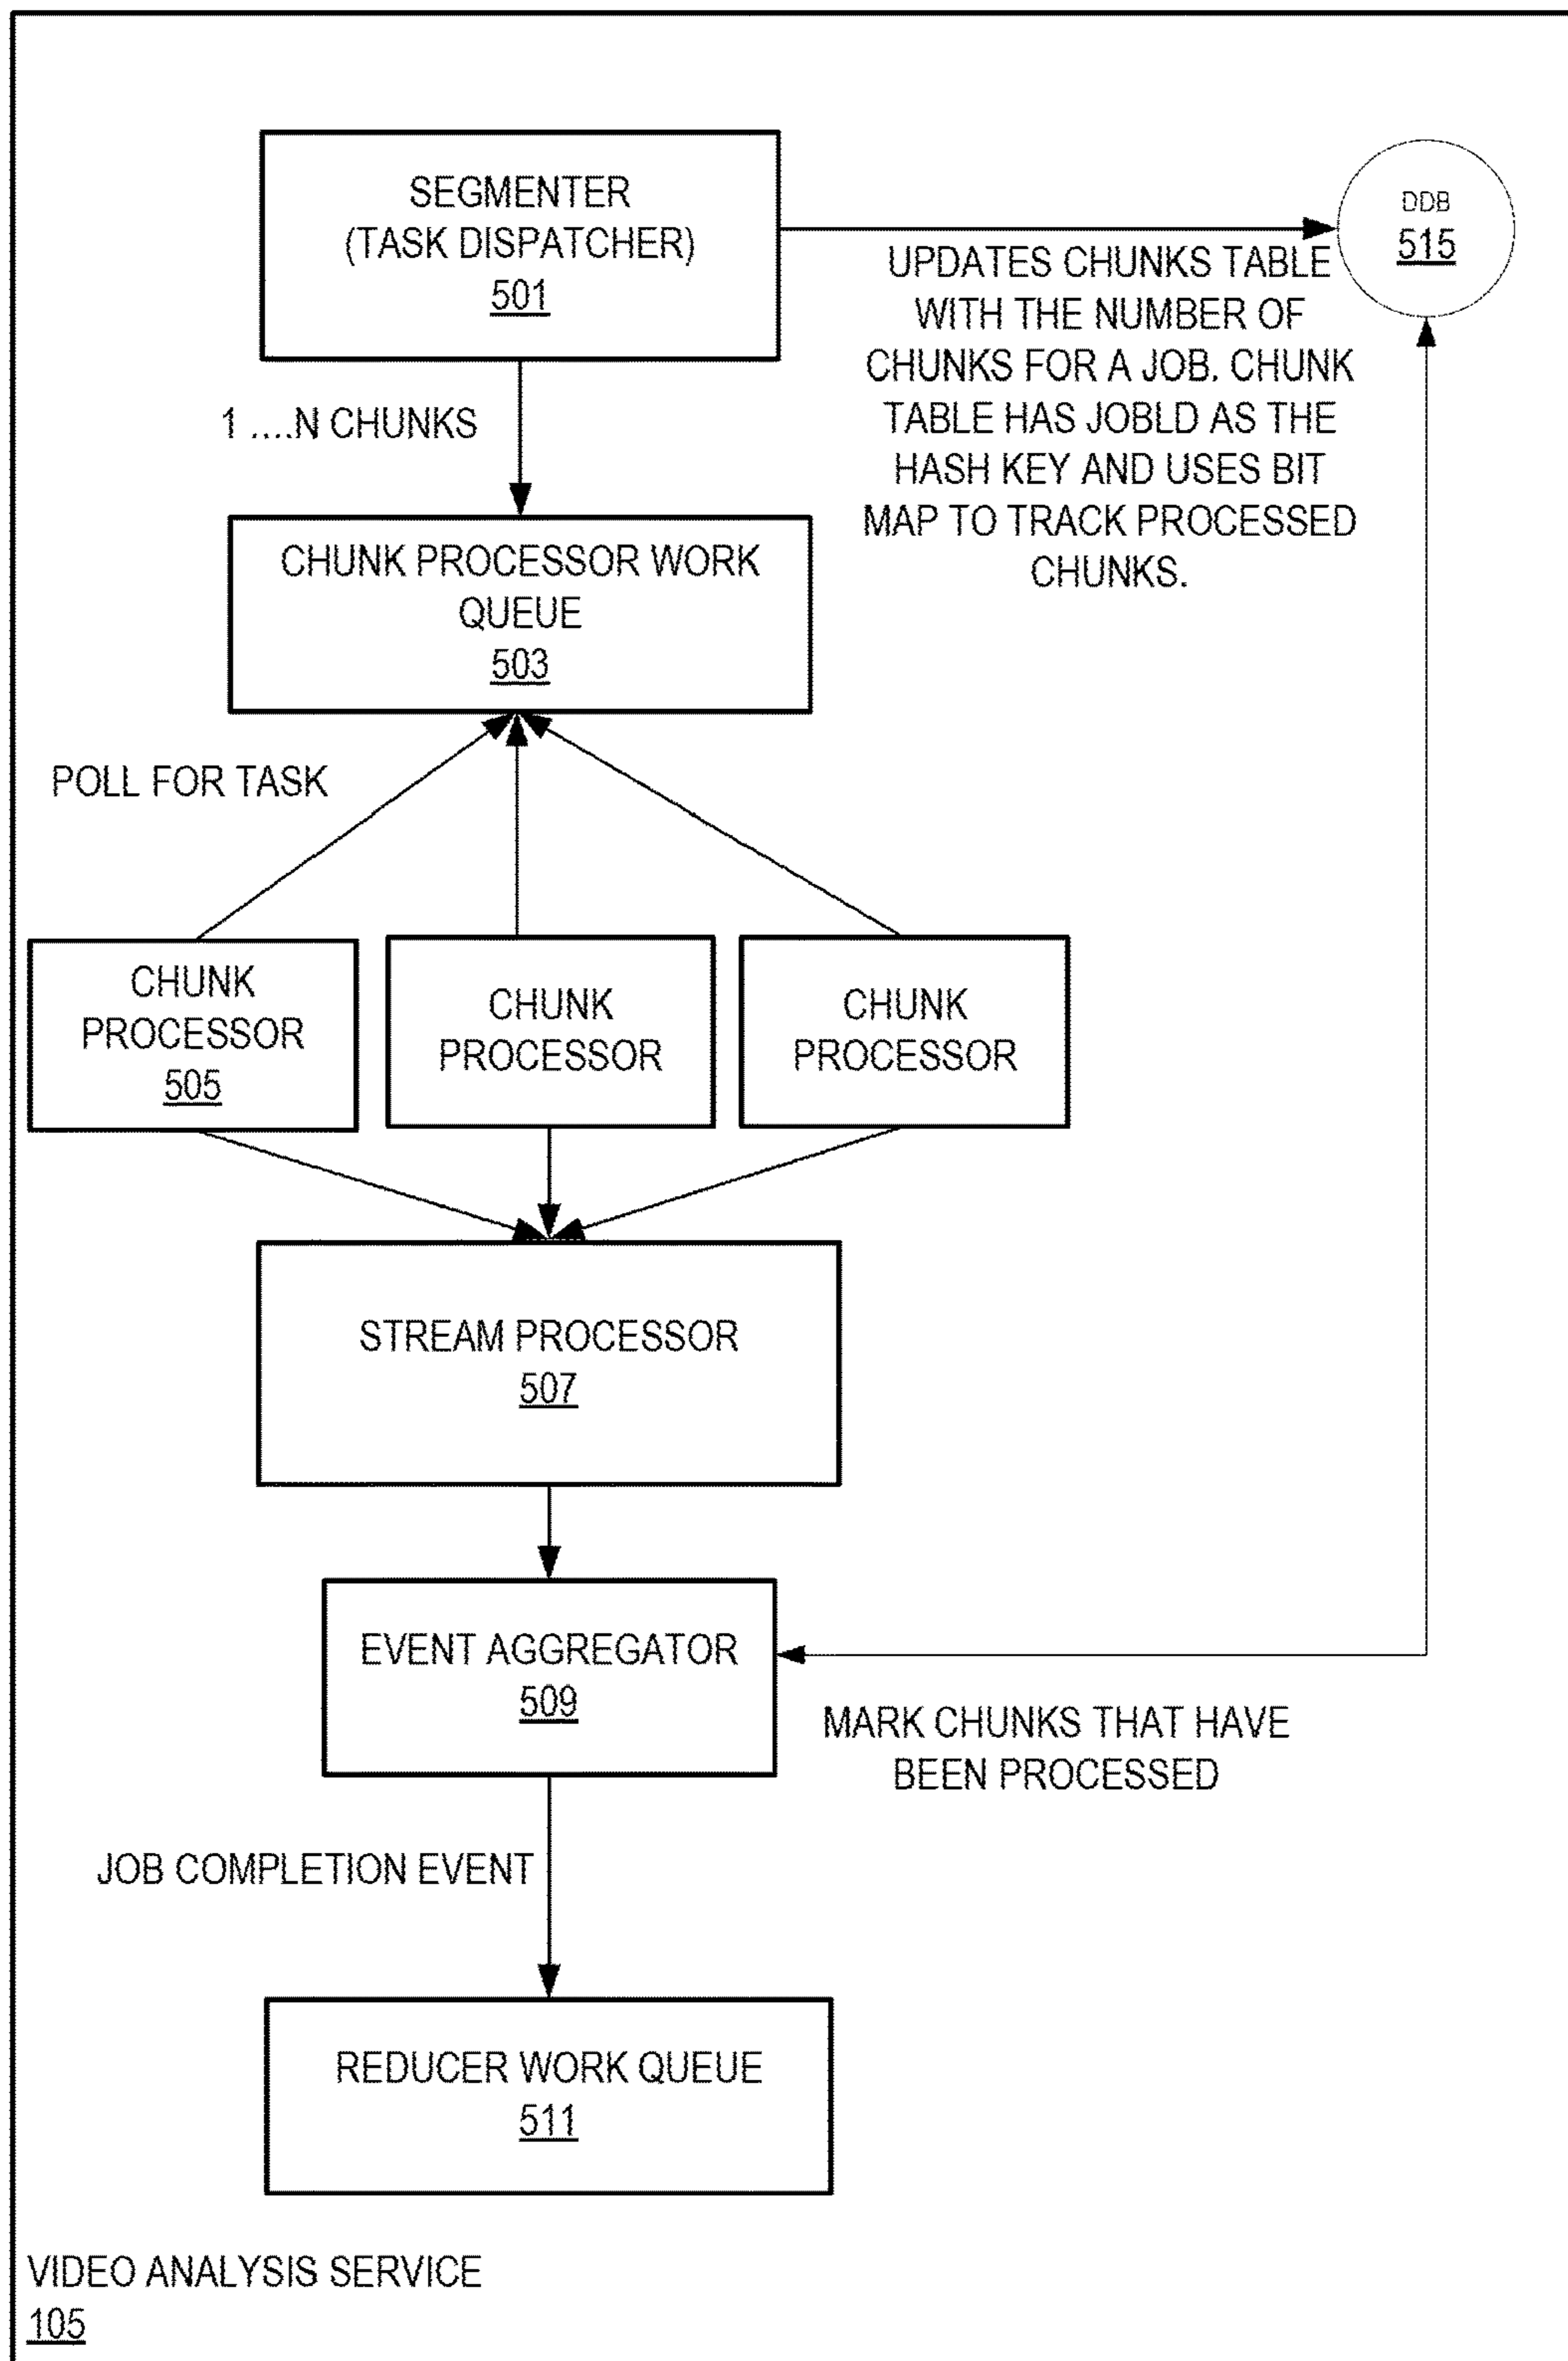 SEGMENTER
(TASK DISPATCHER)
501
DDB
515
UPDATES CHUNKS TABLE
WITH THE NUMBER OF
CHUNKS FOR A JOB. CHUNK
TABLE HAS JOBLD AS THE
HASH KEY AND USES BIT
MAP TO TRACK PROCESSED
CHUNKS.
1 ....N CHUNKS
CHUNK PROCESSOR WORK
QUEUE
503
POLL FOR TASK
CHUNK
PROCESSOR
505
CHUNK
PROCESSOR
CHUNK
PROCESSOR
STREAM PROCESSOR
507
EVENT AGGREGATOR
509
MARK CHUNKS THAT HAVE
BEEN PROCESSED
JOB COMPLETION EVENT
REDUCER WORK QUEUE
511
VIDEO ANALYSIS SERVICE
105